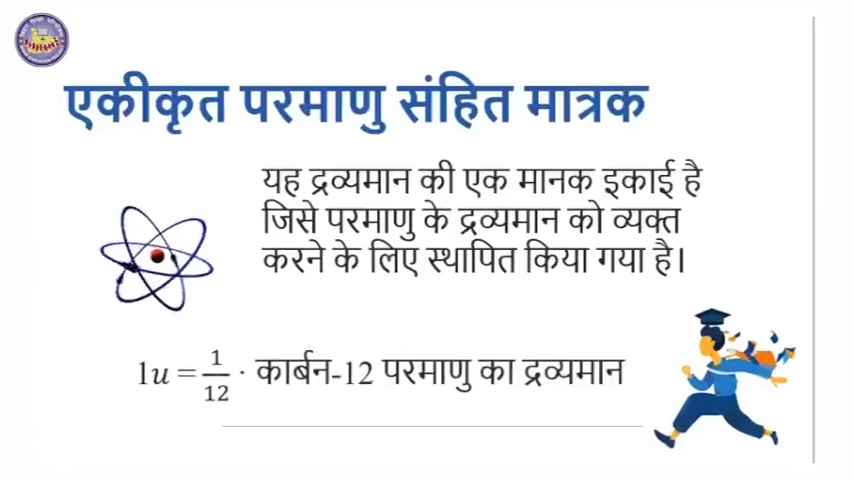 एकीकृत परमाणु संहित मात्रक
यह द्रव्यमान की एक मानक इकाई है
जिसे परमाणु के द्रव्यमान को व्यक्त
करने के लिए स्थापित किया गया है।
1u = 1/12 · कार्बन-12 परमाणु का द्रव्यमान